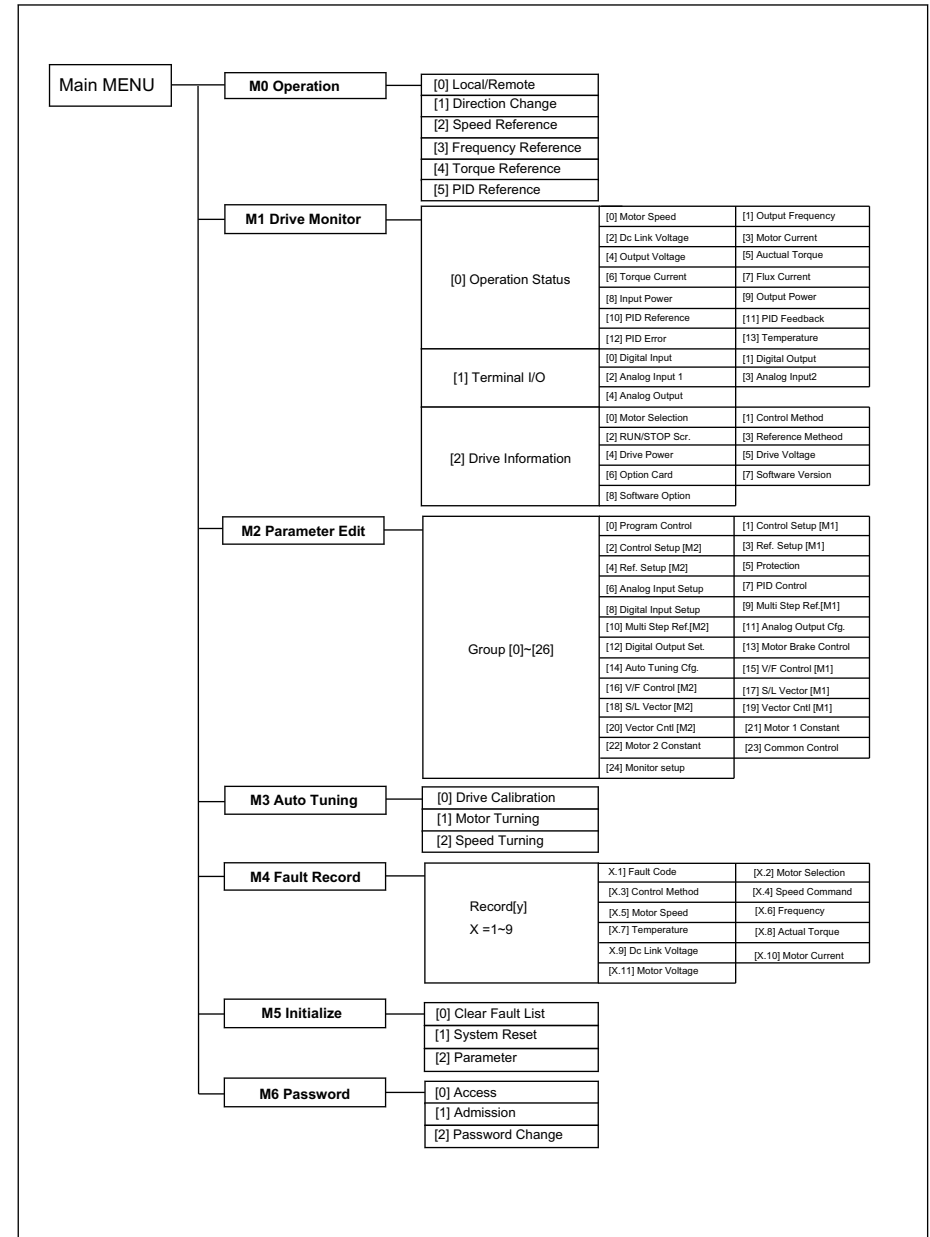 Main MENU
M0 Operation
[0] Local/Remote
[1] Direction Change
[2] Speed Reference
[3] Frequency Reference
[4] Torque Reference
[5] PID Reference
M1 Drive Monitor
[0] Operation Status
[0] Motor Speed
[1] Output Frequency
[2] Dc Link Voltage
[3] Motor Current
[4] Output Voltage
[5] Auctual Torque
[6] Torque Current
[7] Flux Current
[8] Input Power
[9] Output Power
[10] PID Reference
[11] PID Feedback
[12] PID Error
[13] Temperature
[1] Terminal I/O
[0] Digital Input
[1] Digital Output
[2] Analog Input 1
[3] Analog Input2
[4] Analog Output
[2] Drive Information
[0] Motor Selection
[1] Control Method
[2] RUN/STOP Scr.
[3] Reference Metheod
[4] Drive Power
[5] Drive Voltage
[6] Option Card
[7] Software Version
[8] Software Option
M2 Parameter Edit
Group [0]~[26]
[0] Program Control
[1] Control Setup [M1]
[2] Control Setup [M2]
[3] Ref. Setup [M1]
[4] Ref. Setup [M2]
[5] Protection
[6] Analog Input Setup
[7] PID Control
[8] Digital Input Setup
[9] Multi Step Ref.[M1]
[10] Multi Step Ref.[M2]
[11] Analog Output Cfg.
[12] Digital Output Set.
[13] Motor Brake Control
[14] Auto Tuning Cfg.
[15] V/F Control [M1]
[16] V/F Control [M2]
[17] S/L Vector [M1]
[18] S/L Vector [M2]
[19] Vector Cntl [M1]
[20] Vector Cntl [M2]
[21] Motor 1 Constant
[22] Motor 2 Constant
[23] Common Control
[24] Monitor setup
M3 Auto Tuning
[0] Drive Calibration
[1] Motor Turning
[2] Speed Turning
M4 Fault Record
Record[y]
X =1~9
X.1] Fault Code
[X.2] Motor Selection
[X.3] Control Method
[X.4] Speed Command
[X.5] Motor Speed
[X.6] Frequency
[X.7] Temperature
[X.8] Actual Torque
X.9] Dc Link Voltage
[X.10] Motor Current
[X.11] Motor Voltage
M5 Initialize
[0] Clear Fault List
[1] System Reset
[2] Parameter
M6 Password
[0] Access
[1] Admission
[2] Password Change